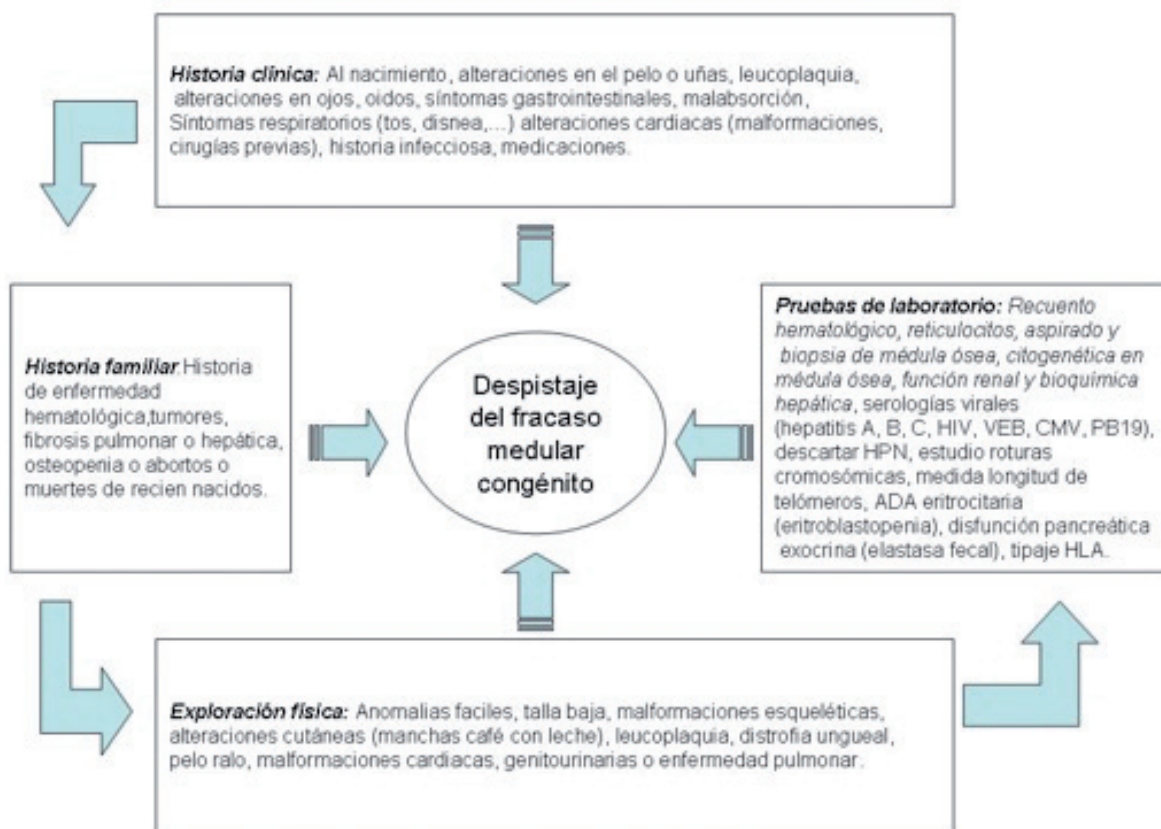 Historia clínica: Al nacimiento, alteraciones en el pelo o uñas, leucoplaquia,
alteraciones en ojos, oidos, síntomas gastrointestinales, malabsorción,
Síntomas respiratorios (tos, disnea,...) alteraciones cardiacas (malformaciones,
cirugías previas), historia infecciosa, medicaciones.
Historia familiar.Historia
de enfermedad
hematológica,tumores,
fibrosis pulmonar o hepática,
osteopenia o abortos o
muertes de recien nacidos.
Despistaje
del fracaso
medular
congénito
Pruebas de laboratorio: Recuento
hematológico, reticulocitos, aspirado y
biopsia de médula ósea, citogenética en
médula ósea, función renal y bioquímica
hepática, serologías virales
(hepatitis A, B, C, HIV, VEB, CMV, PB19),
descartar HPN, estudio roturas
cromosómicas, medida longitud de
telómeros, ADA eritrocitaria
(eritroblastopenia), disfunción pancreática
exocrina (elastasa fecal), tipaje HLA.
Exploración física: Anomalias faciles, talla baja, malformaciones esqueléticas,
alteraciones cutáneas (manchas café con leche), leucoplaquia, distrofia ungueal,
pelo ralo, malformaciones cardiacas, genitourinarias o enfermedad pulmonar.